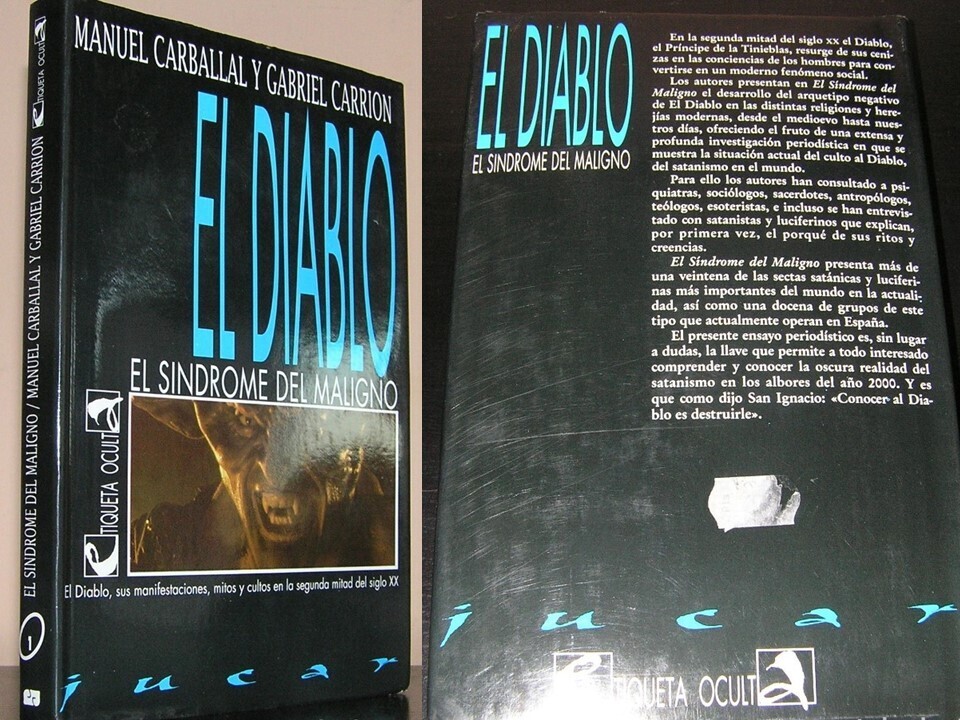 EL SINDROME DEL MALIGNO / MANUEL CARBALLAL Y GABRIEL CARRION ETIQUETA OCULTA
1
MANUEL CARBALLAL Y GABRIEL CARRION
EL DIABLO
EL SINDROME DEL MALIGNO
ETIQUETA OCULTA
El Diablo, sus manifestaciones, mitos y cultos en la segunda mitad del siglo XX
jucar
EL DIABLO
EL SINDROME DEL MALIGNO
En la segunda mitad del siglo XX el Diablo,
el Príncipe de la Tinieblas, resurge de sus ceni-
zas en las conciencias de los hombres para con-
vertirse en un moderno fenómeno social.
Los autores presentan en El Síndrome del
Maligno el desarrollo del arquetipo negativo
de El Diablo en las distintas religiones y here-
jías modernas, desde el medioevo hasta nues-
tros días, ofreciendo el fruto de una extensa y
profunda investigación periodística en que se
muestra la situación actual del culto al Diablo,
del satanismo en el mundo.
Para ello los autores han consultado a psi-
quiatras, sociólogos, sacerdotes, antropólogos,
teólogos, esoteristas, e incluso se han entrevis-
tado con satanistas y luciferinos que explican,
por primera vez, el porqué de sus ritos y
creencias.
El Síndrome del Maligno presenta más de
una veintena de las sectas satánicas y luciferi-
nas más importantes del mundo en la actuali-
dad, así como una docena de grupos de este
tipo que actualmente operan en España.
El presente ensayo periodístico es, sin lugar
a dudas, la llave que permite a todo interesado
comprender y conocer la oscura realidad del
satanismo en los albores del año 2000. Y es
que como dijo San Ignacio: «Conocer al Dia-
blo es destruirle».
jucar
ETIQUETA OCULTA